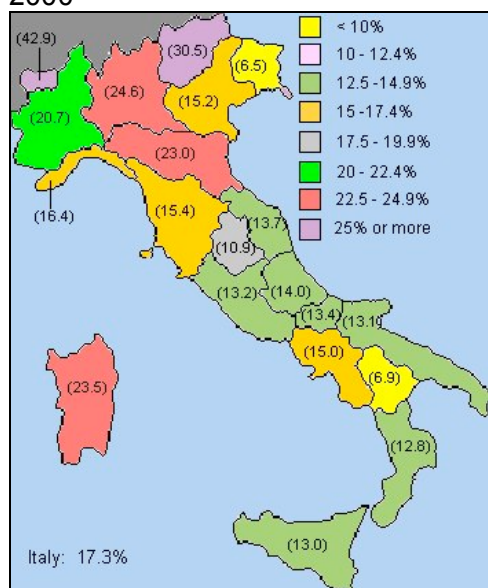 (42.9)
(30.5)
(6.5)
(24.6)
(15.2)
(20.7)
(23.0)
(16.4)
(15.4)
(13.7)
(10.9)
(13.2)
(14.0)
(13.4)
(13.10
(15.0)
(6.9)
(23.5)
(12.8)
(13.0)
< 10%
10 - 12.4%
12.5 - 14.9%
15 - 17.4%
17.5 - 19.9%
20 - 22.4%
22.5 - 24.9%
25% or more
Italy: 17.3%